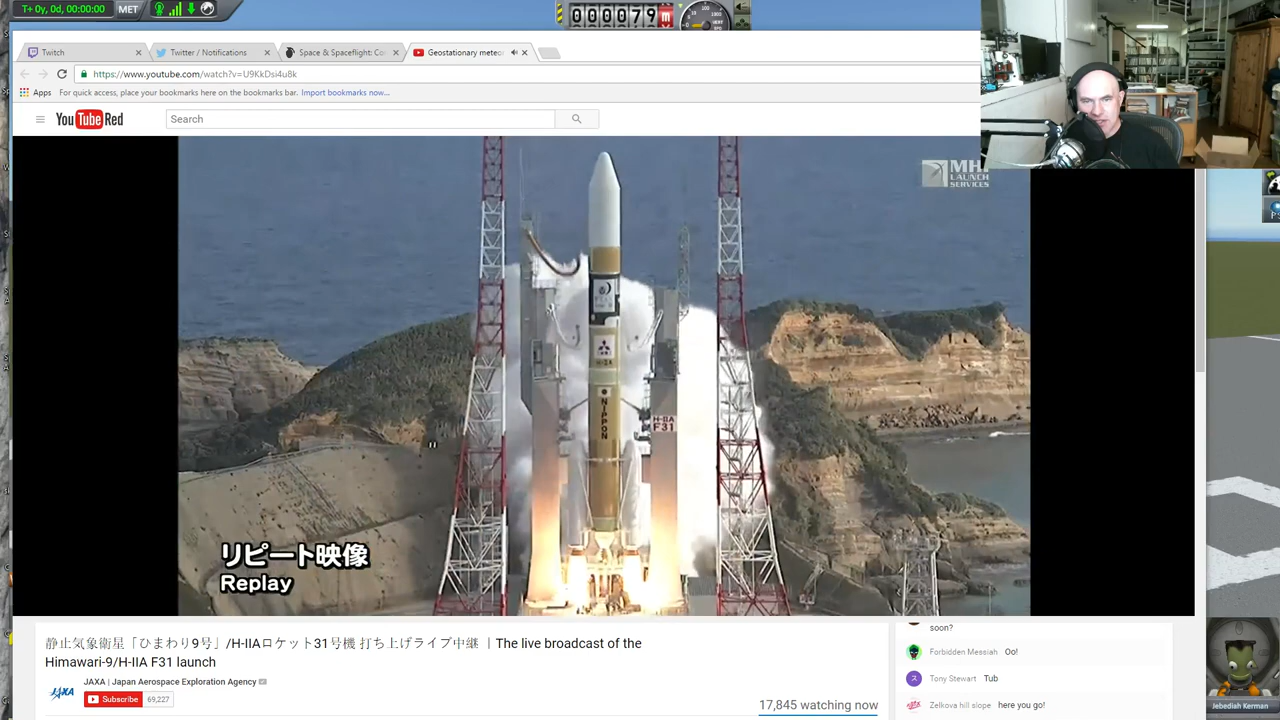 T+ 0y, 0d, 00:00:00 MET
000079 m
Twitch
Twitter / Notifications
Space & Spaceflight: Co
Geostationary meteo
https://www.youtube.com/watch?v=U9KkDsi4u8k
Apps For quick access, place your bookmarks here on the bookmarks bar. Import bookmarks now...
YouTube Red
Search
MHI
LAUNCH
SERVICES
H-IIA
NIPPON
H-IIA
F31
リピート映像
Replay
静止気象衛星「ひまわり9号」/H-IIAロケット31号機 打ち上げライブ中継 | The live broadcast of the
Himawari-9/H-IIA F31 launch
JAXA | Japan Aerospace Exploration Agency
JAXA
Subscribe 69,227
17,845 watching now
soon?
Forbidden Messiah Oo!
Tony Stewart Tub
Zelkova hill slope here you go!
Jebediah Kerman